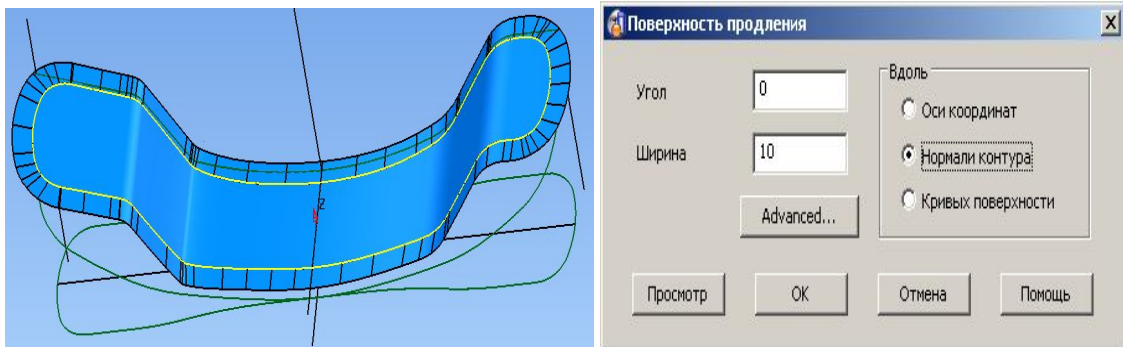 Z
Поверхность продления
Угол
0
Ширина
10
Advanced...
Вдоль
Оси координат
Нормали контура
Кривых поверхности
Просмотр
OK
Отмена
Помощь